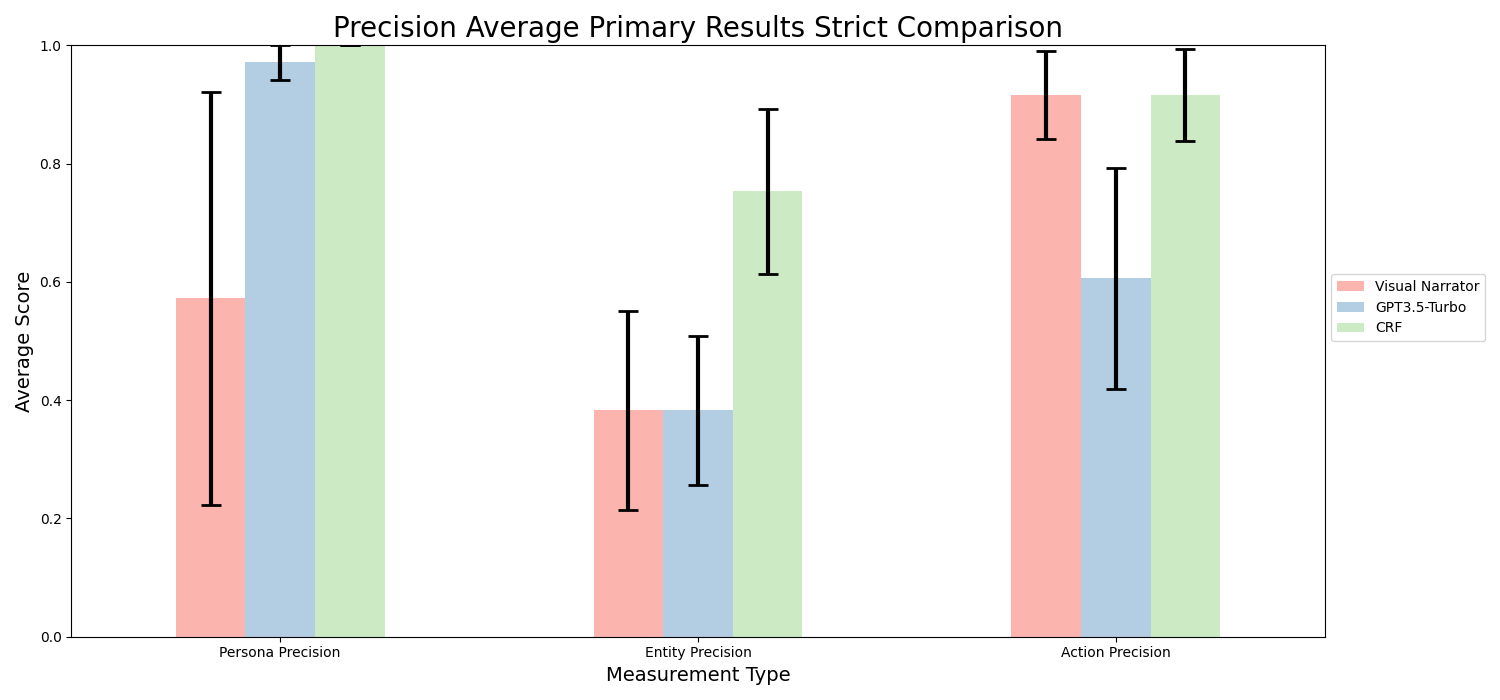 Precision Average Primary Results Strict Comparison
1.0
0.8
0.6
0.4
0.2
0.0
Average Score
Persona Precision
Entity Precision
Action Precision
Measurement Type
Visual Narrator
GPT3.5-Turbo
CRF